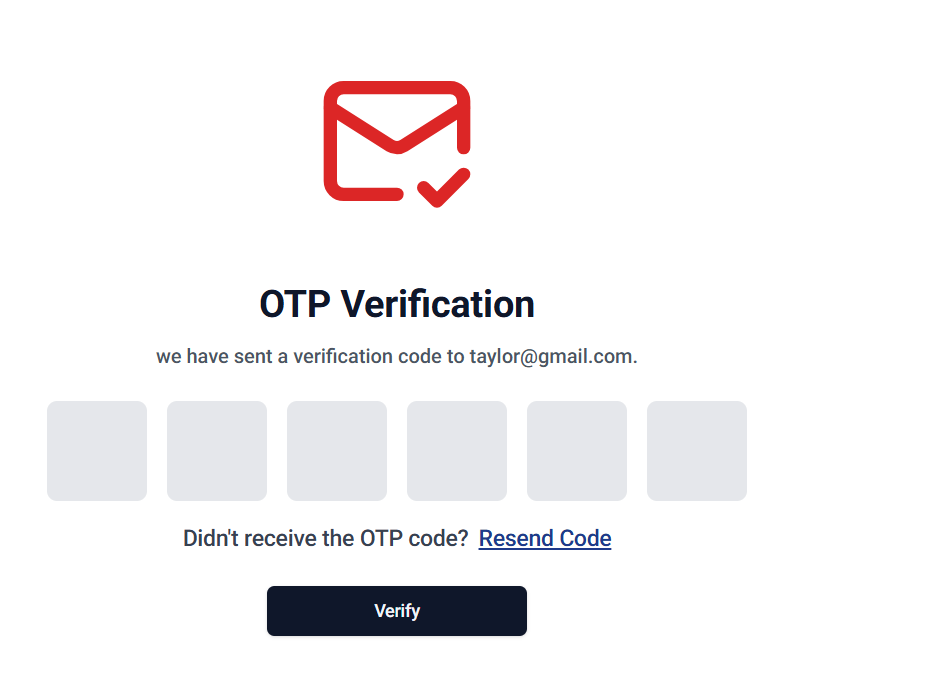 OTP Verification
we have sent a verification code to taylor@gmail.com.
Didn't receive the OTP code? Resend Code
Verify